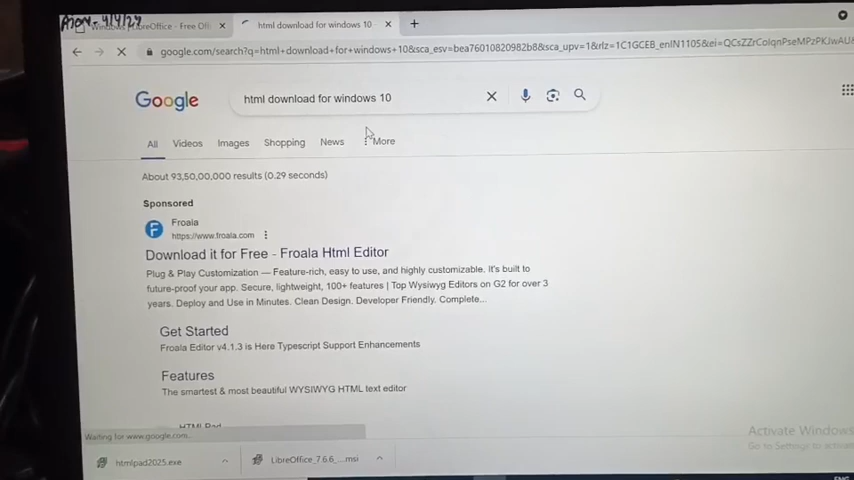 Windows LibreOffice - Free Offi
html download for windows 10
google.com/search?q=html+download+for+windows+10&sca_esv=bea76010820982b8&sca_upv=1&rlz=1C1GCEB_enIN1105&ei=
Google
html download for windows 10
All Videos Images Shopping News More
About 93,50,00,000 results (0.29 seconds)
Sponsored
Froala
https://www.froala.com
Download it for Free - Froala Html Editor
Plug & Play Customization — Feature-rich, easy to use, and highly customizable. It's built to
future-proof your app. Secure, lightweight, 100+ features | Top Wysiwyg Editors on G2 for over 3
years. Deploy and Use in Minutes. Clean Design. Developer Friendly. Complete...
Get Started
Froala Editor v4.1.3 is Here Typescript Support Enhancements
Features
The smartest & most beautiful WYSIWYG HTML text editor
HTMLPad
Waiting for www.google.com...
Activate Windows
Go to Settings to activate
htmlpad2025.exe
LibreOffice_7.6.6_....msi